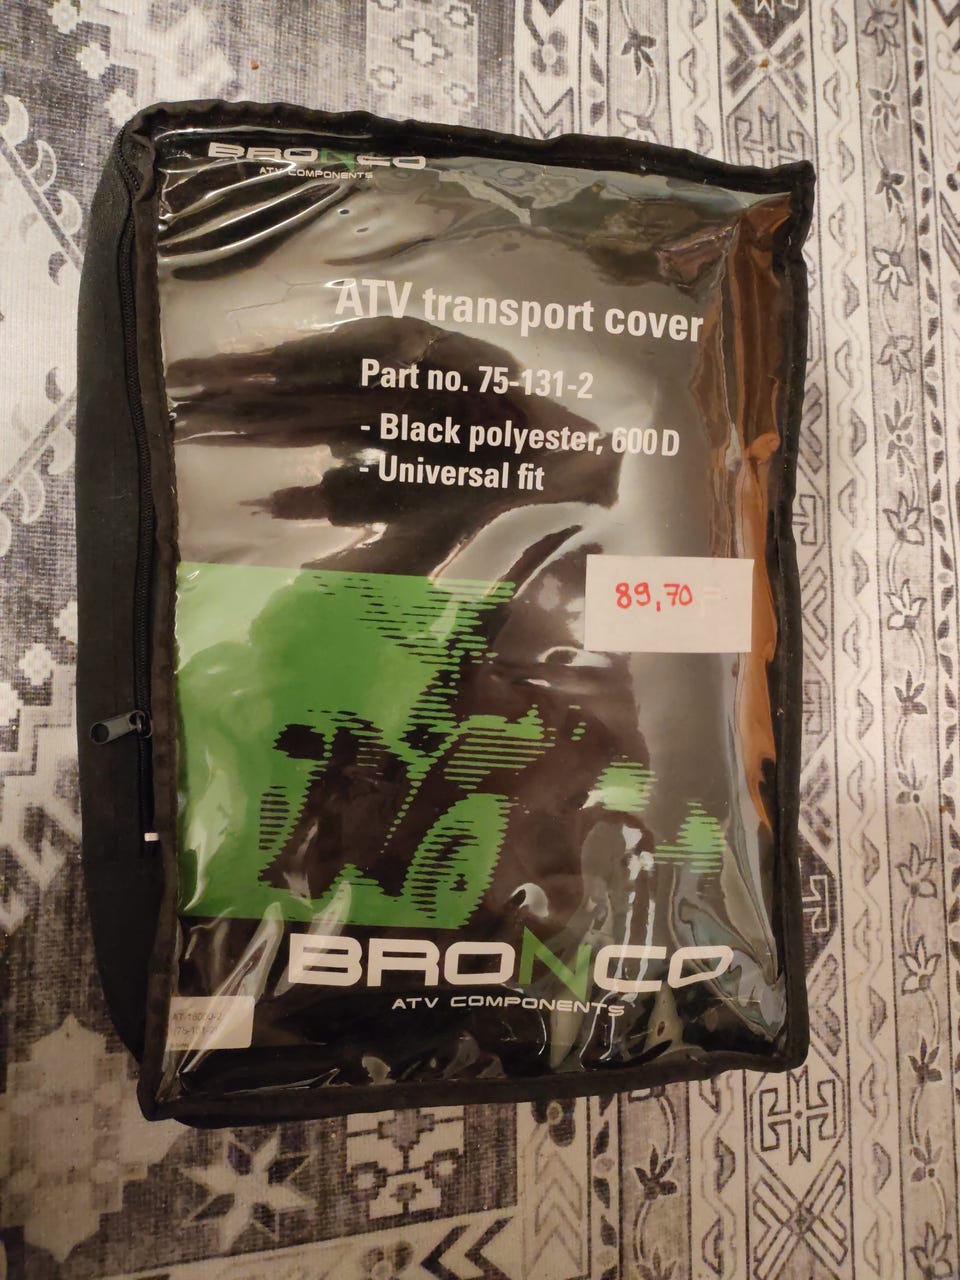 BRONCO
ATV COMPONENTS
ATV transport cover
Part no. 75-131-2
- Black polyester, 600D
- Universal fit
89,70
BRONCO
ATV COMPONENTS